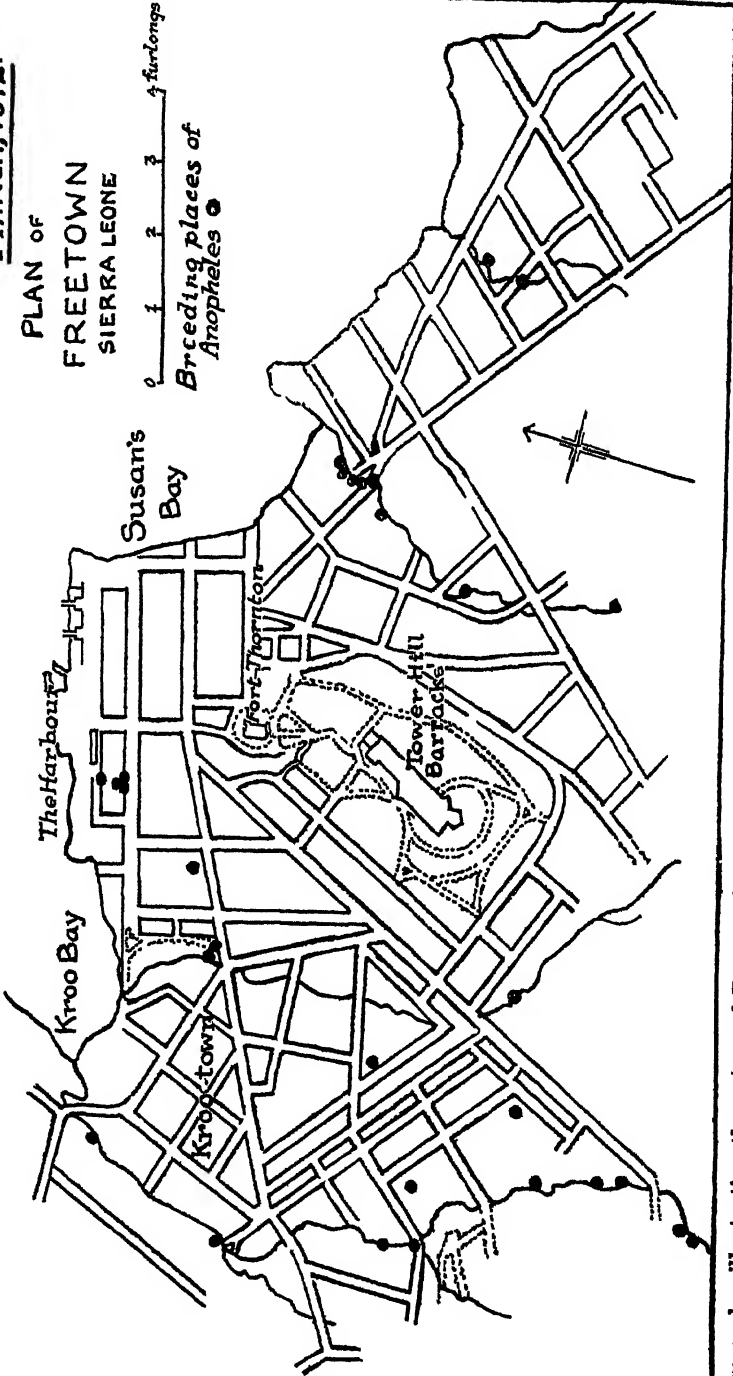 PLAN OF
FREETOWN
SIERRA LEONE
0 1 2 3 4 furlongs
Breeding places of
Anopheles
Susan's
Bay
The Harbour
Kroo Bay
Kroo-town
Fort Thornton
Tower Hill
Barracks